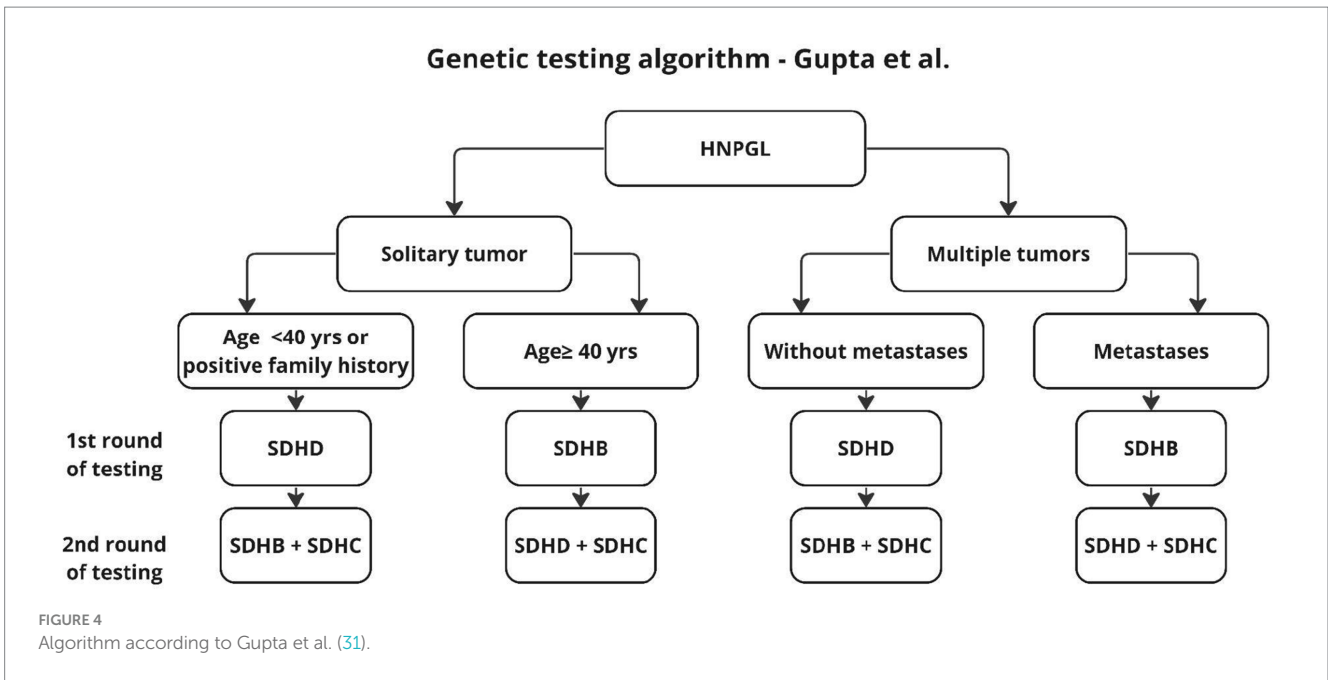 Genetic testing algorithm - Gupta et al.
HNPGL
Solitary tumor
Multiple tumors
Age <40 yrs or
positive family history
Age≥ 40 yrs
Without metastases
Metastases
1st round
of testing
SDHD
SDHB
SDHD
SDHB
2nd round
of testing
SDHB + SDHC
SDHD + SDHC
SDHB + SDHC
SDHD + SDHC
FIGURE 4
Algorithm according to Gupta et al. (31).